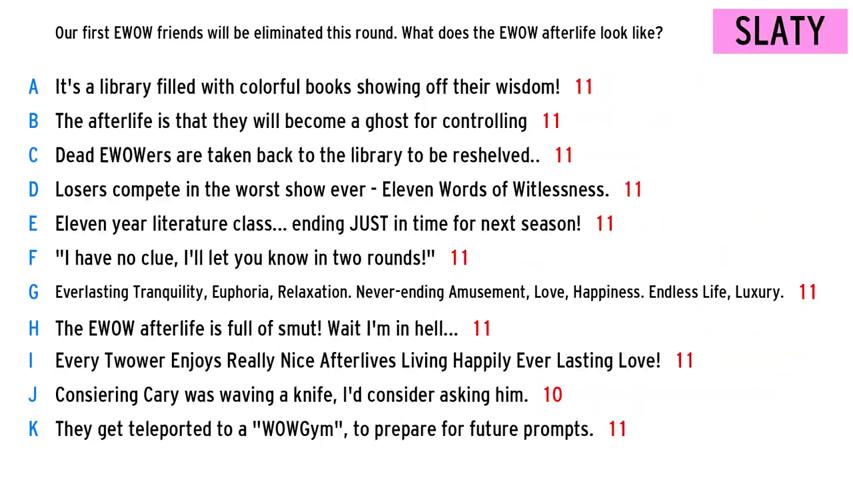 Our first EWOW friends will be eliminated this round. What does the EWOW afterlife look like?
SLATY
A It's a library filled with colorful books showing off their wisdom! 11
B The afterlife is that they will become a ghost for controlling 11
C Dead EWOWers are taken back to the library to be reshelved.. 11
D Losers compete in the worst show ever - Eleven Words of Witlessness. 11
E Eleven year literature class... ending JUST in time for next season! 11
F "I have no clue, I'll let you know in two rounds!" 11
G Everlasting Tranquility, Euphoria, Relaxation. Never-ending Amusement, Love, Happiness. Endless Life, Luxury. 11
H The EWOW afterlife is full of smut! Wait I'm in hell... 11
I Every Twower Enjoys Really Nice Afterlives Living Happily Ever Lasting Love! 11
J Consiering Cary was waving a knife, I'd consider asking him. 10
K They get teleported to a "WOWGym", to prepare for future prompts. 11